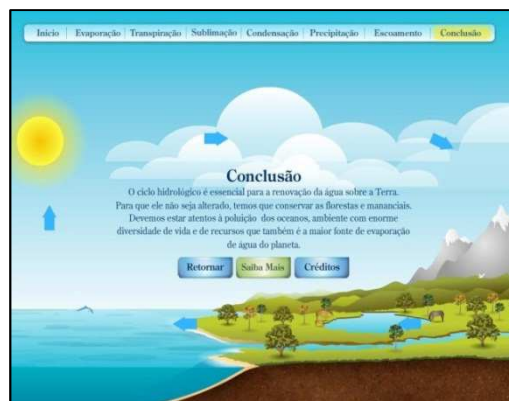 Início Evaporação Transpiração Sublimação Condensação Precipitação Escoamento Conclusão
Conclusão
O ciclo hidrológico é essencial para a renovação da água sobre a Terra.
Para que ele não seja alterado, temos que conservar as florestas e mananciais.
Devemos estar atentos à poluição dos oceanos, ambiente com enorme
diversidade de vida e de recursos que também é a maior fonte de evaporação
de água do planeta.
Retornar Saiba Mais Créditos